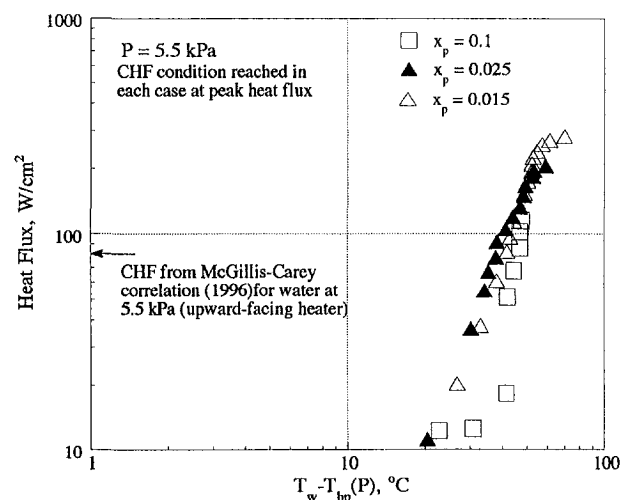 1000
P = 5.5 kPa
CHF condition reached in
each case at peak heat flux
x_p = 0.1
x_p = 0.025
x_p = 0.015
Heat Flux, W/cm²
100
CHF from McGillis-Carey
correlation (1996)for water at
5.5 kPa (upward-facing heater)
10
1
10
100
T_w-T_bp(P), °C